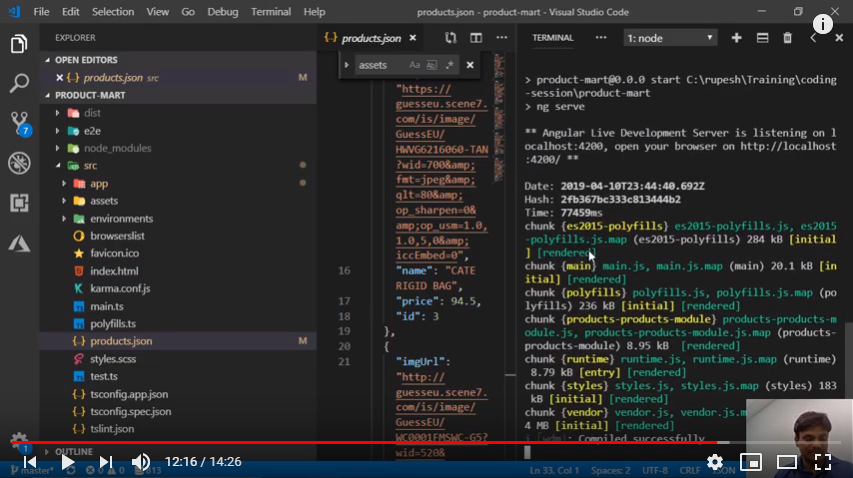 File Edit Selection View Go Debug Terminal Help products.json - product-mart - Visual Studio Code
EXPLORER
OPEN EDITORS
products.json src M
PRODUCT-MART
dist
e2e
node_modules
src
app
assets
environments
browserslist
favicon.ico
index.html
karma.conf.js
main.ts
polyfills.ts
products.json M
styles.scss
test.ts
tsconfig.app.json
tsconfig.spec.json
tslint.json
OUTLINE
7
1
products.json
assets Aa Abl .*
"https://
guesseu.scene7.
com/is/image/
GuessEU/
HWVG6216060-TAN
?wid=700&amp;
fmt=jpeg&amp;
qlt=80&amp;
op_sharpen=0&
amp;op_usm=1.0,
1.0,5,0&amp;
iccEmbed=0",
16 "name": "CATE
RIGID BAG",
17 "price": 94.5,
18 "id": 3
19 },
20 {
21 "imgUrl":
"http://
guesseu.scene7.
com/is/image/
GuessEU/
WC0001FMSWC-G5?
wid=520&
TERMINAL ... 1: node
> product-mart@0.0.0 start C:\rupesh\Training\coding
-session\product-mart
> ng serve
** Angular Live Development Server is listening on l
ocalhost:4200, open your browser on http://localhost
:4200/ **
Date: 2019-04-10T23:44:40.692Z
Hash: 2fb367bc333c813444b2
Time: 77459ms
chunk {es2015-polyfills} es2015-polyfills.js, es2015
-polyfills.js.map (es2015-polyfills) 284 kB [initial
] [rendered]
chunk {main} main.js, main.js.map (main) 20.1 kB [in
itial] [rendered]
chunk {polyfills} polyfills.js, polyfills.js.map (po
lyfills) 236 kB [initial] [rendered]
chunk {products-products-module} products-products-m
odule.js, products-products-module.js.map (products-
products-module) 8.95 kB [rendered]
chunk {runtime} runtime.js, runtime.js.map (runtime)
8.79 kB [entry] [rendered]
chunk {styles} styles.js, styles.js.map (styles) 183
kB [initial] [rendered]
chunk {vendor} vendor.js, vendor.js.m
4 MB [initial] [rendered]
: Compiled successfully
12:16 / 14:26
master* 0 0 Ln 33, Col 1 Spaces: 2 UTF-8 CRLF